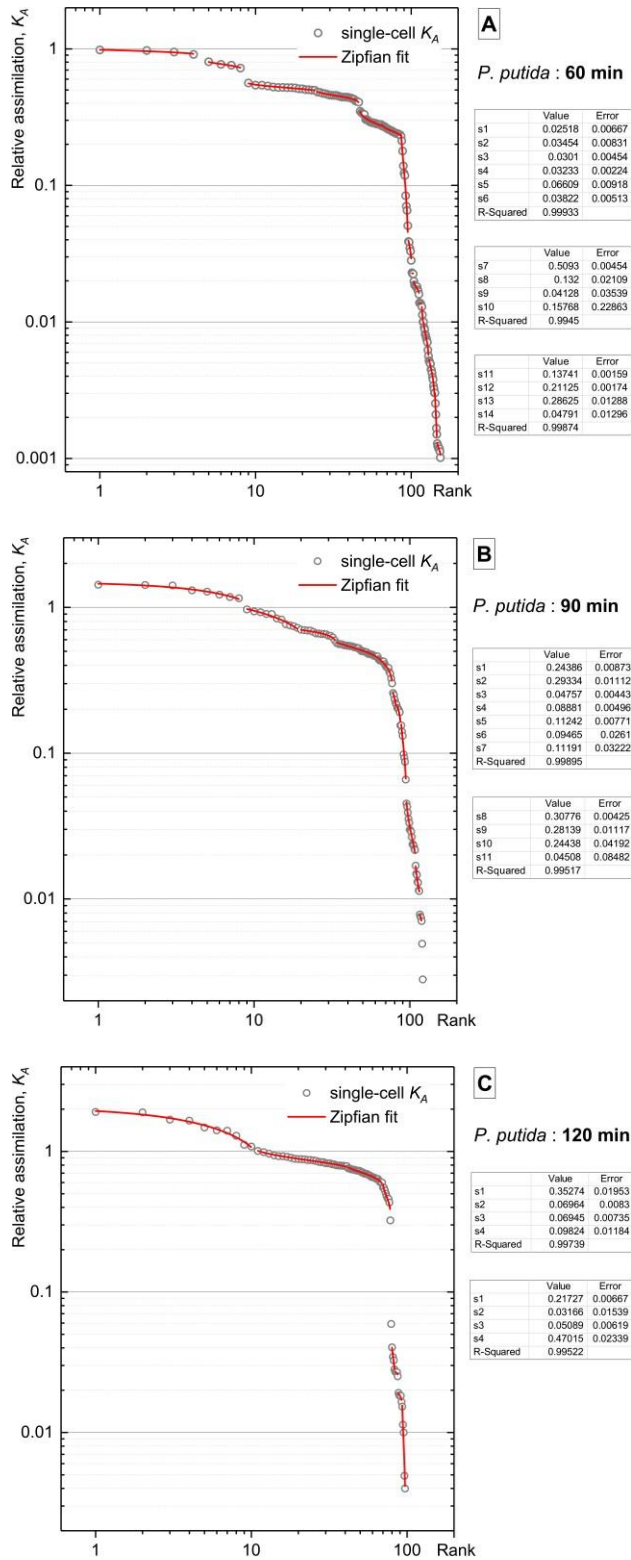 single-cell K_A
Zipfian fit
A
P. putida : 60 min
Relative assimilation, K_A
1
0.1
0.01
0.001
1
10
100
Rank
Value Error
s1 0.02518 0.00667
s2 0.03454 0.00831
s3 0.0301 0.00454
s4 0.03233 0.00224
s5 0.06609 0.00918
s6 0.03822 0.00513
R-Squared 0.99933
Value Error
s7 0.5093 0.00454
s8 0.132 0.02109
s9 0.04128 0.03539
s10 0.15768 0.22863
R-Squared 0.9945
Value Error
s11 0.13741 0.00159
s12 0.21125 0.00174
s13 0.28625 0.01288
s14 0.04791 0.01296
R-Squared 0.99874
single-cell K_A
Zipfian fit
B
P. putida : 90 min
Relative assimilation, K_A
1
0.1
0.01
1
10
100
Rank
Value Error
s1 0.24386 0.00873
s2 0.29334 0.01112
s3 0.04757 0.00443
s4 0.08881 0.00496
s5 0.11242 0.00771
s6 0.09465 0.0261
s7 0.11191 0.03222
R-Squared 0.99895
Value Error
s8 0.30776 0.00425
s9 0.28139 0.01117
s10 0.24438 0.04192
s11 0.04508 0.08482
R-Squared 0.99517
single-cell K_A
Zipfian fit
C
P. putida : 120 min
Relative assimilation, K_A
1
0.1
0.01
1
10
100
Rank
Value Error
s1 0.35274 0.01953
s2 0.06964 0.0083
s3 0.06945 0.00735
s4 0.09824 0.01184
R-Squared 0.99739
Value Error
s1 0.21727 0.00667
s2 0.03166 0.01539
s3 0.05089 0.00619
s4 0.47015 0.02339
R-Squared 0.99522